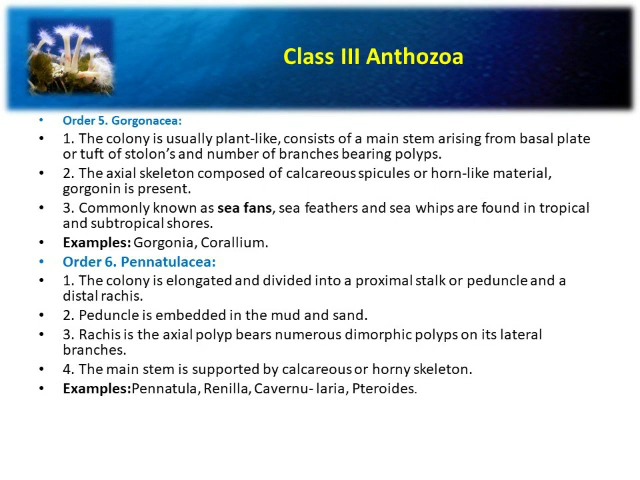 Class III Anthozoa
• Order 5. Gorgonacea:
• 1. The colony is usually plant-like, consists of a main stem arising from basal plate
or tuft of stolon’s and number of branches bearing polyps.
• 2. The axial skeleton composed of calcareous spicules or horn-like material,
gorgonin is present.
• 3. Commonly known as sea fans, sea feathers and sea whips are found in tropical
and subtropical shores.
• Examples: Gorgonia, Corallium.
• Order 6. Pennatulacea:
• 1. The colony is elongated and divided into a proximal stalk or peduncle and a
distal rachis.
• 2. Peduncle is embedded in the mud and sand.
• 3. Rachis is the axial polyp bears numerous dimorphic polyps on its lateral
branches.
• 4. The main stem is supported by calcareous or horny skeleton.
• Examples:Pennatula, Renilla, Cavernu- laria, Pteroides.